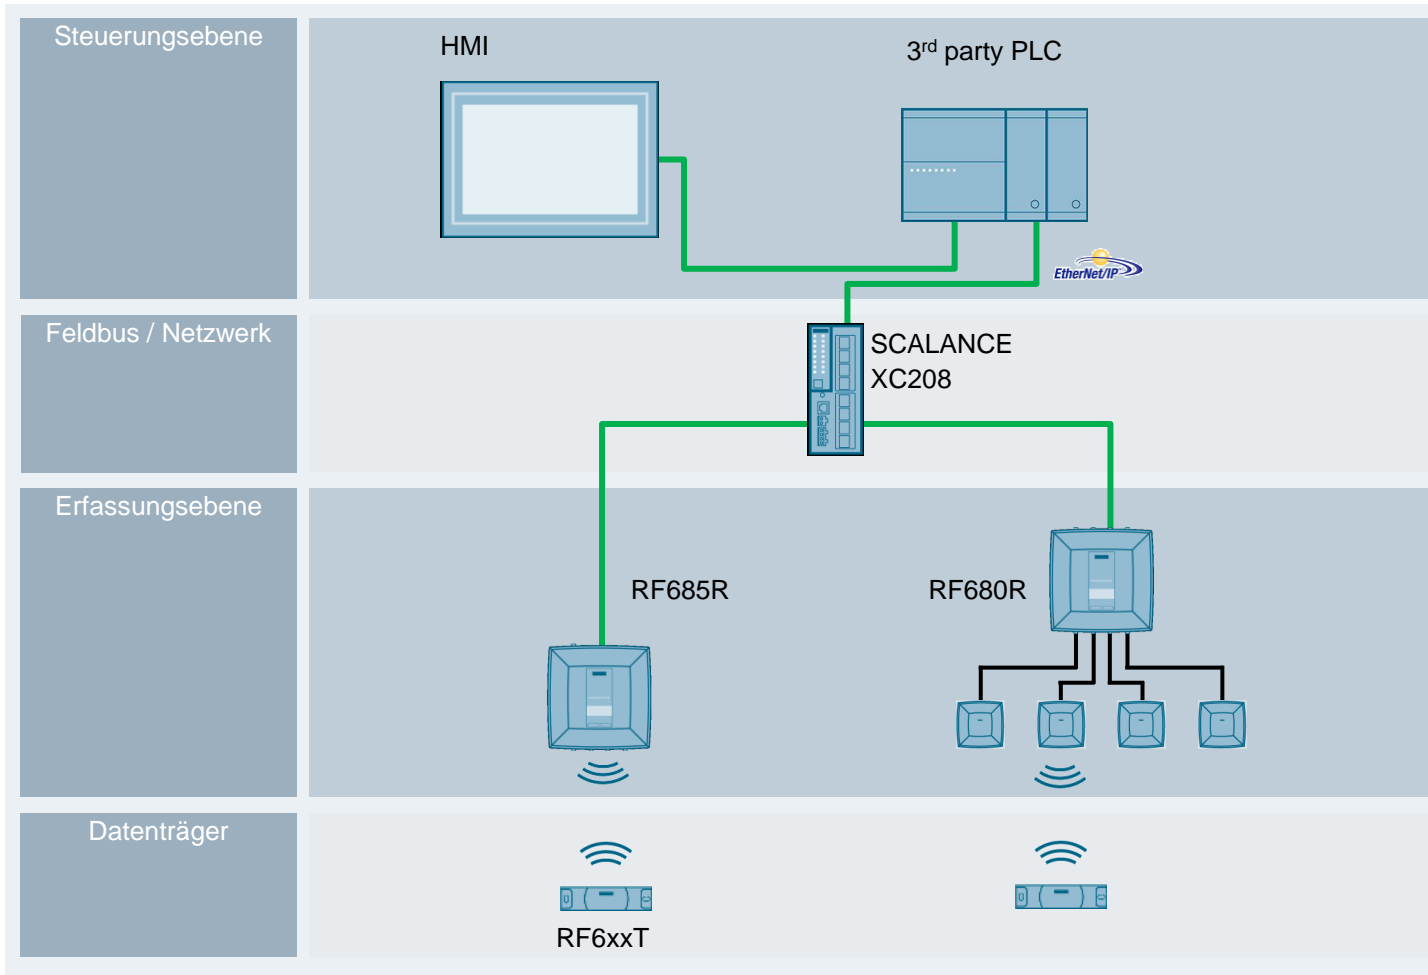 Steuerungsebene
HMI
3rd party PLC
EtherNet/IP
Feldbus / Netzwerk
SCALANCE
XC208
Erfassungsebene
RF685R
RF680R
Datenträger
RF6xxT